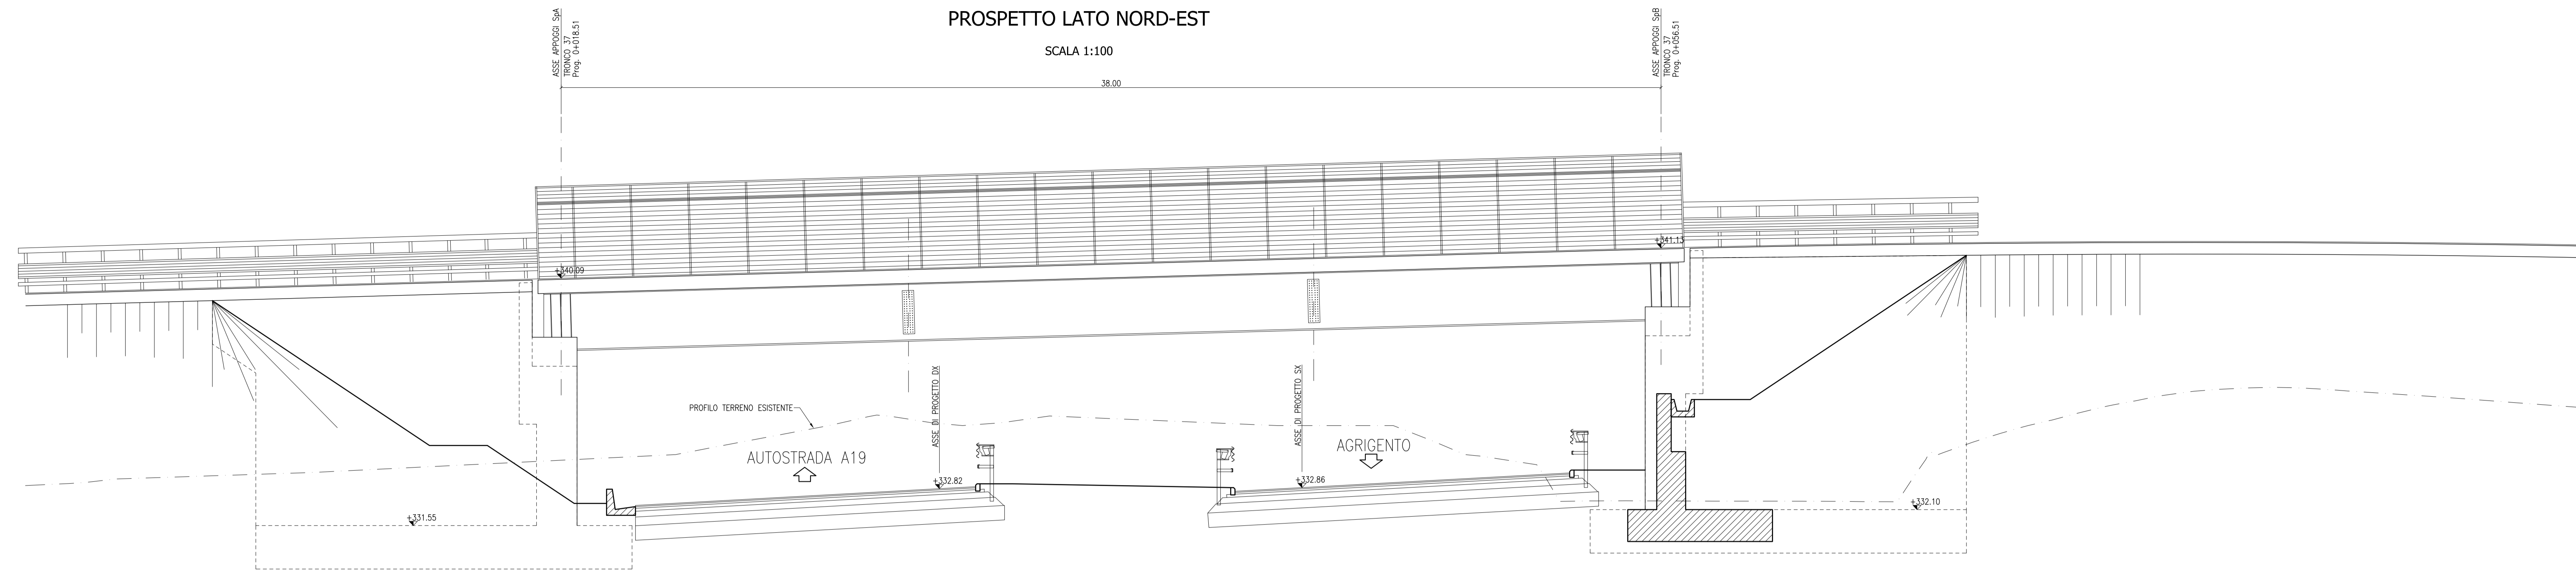 PROSPETTO LATO NORD-EST
SCALA 1:100
ASSE APPOGGI SpA
TRONCO 37
Prog. 0+018.51
ASSE APPOGGI SpB
TRONCO 37
Prog. 0+056.51
38.00
+340.09
+341.13
PROFILO TERRENO ESISTENTE
ASSE DI PROGETTO DX
ASSE DI PROGETTO SX
AUTOSTRADA A19
AGRIGENTO
+332.82
+332.86
+331.55
+332.10